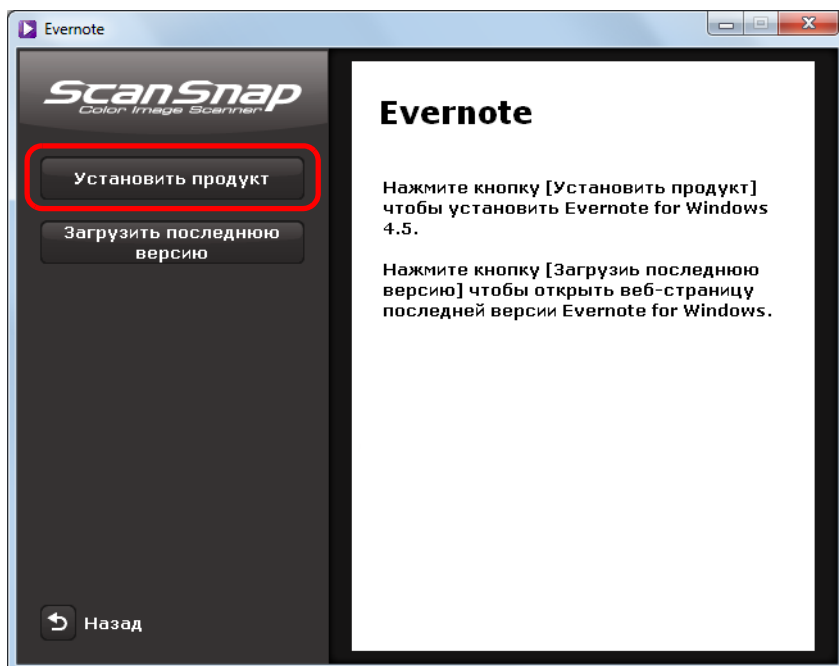 Evernote
ScanSnap
Color Image Scanner
Установить продукт
Загрузить последнюю
версию
Назад
Evernote
Нажмите кнопку [Установить продукт]
чтобы установить Evernote for Windows
4.5.
Нажмите кнопку [Загрузиь последнюю
версию] чтобы открыть веб-страницу
последней версии Evernote for Windows.